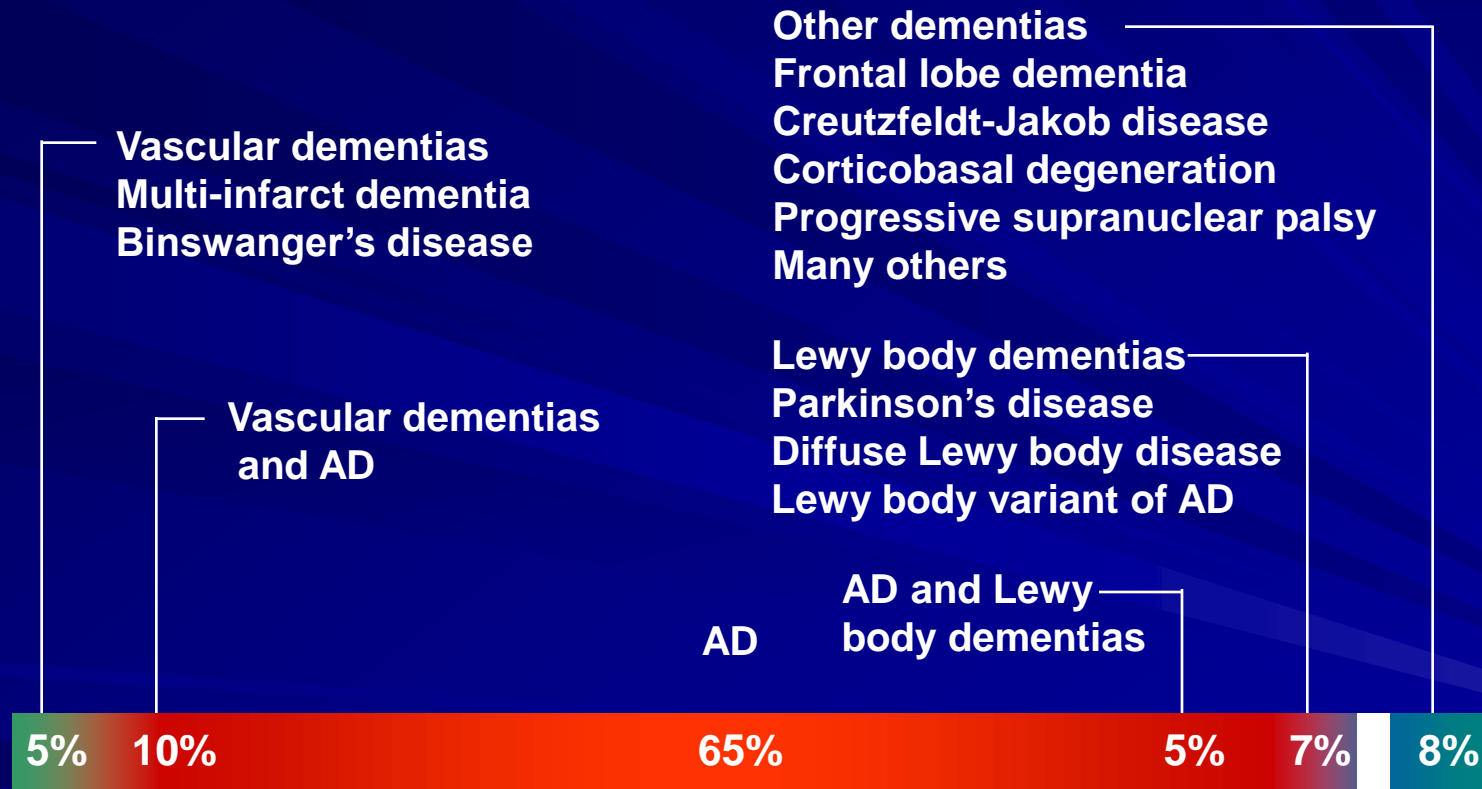 Other dementias
Frontal lobe dementia
Creutzfeldt-Jakob disease
Corticobasal degeneration
Progressive supranuclear palsy
Many others
Vascular dementias
Multi-infarct dementia
Binswanger’s disease
Lewy body dementias
Parkinson’s disease
Diffuse Lewy body disease
Lewy body variant of AD
Vascular dementias
and AD
AD and Lewy
body dementias
AD
5% 10% 65% 5% 7% 8%